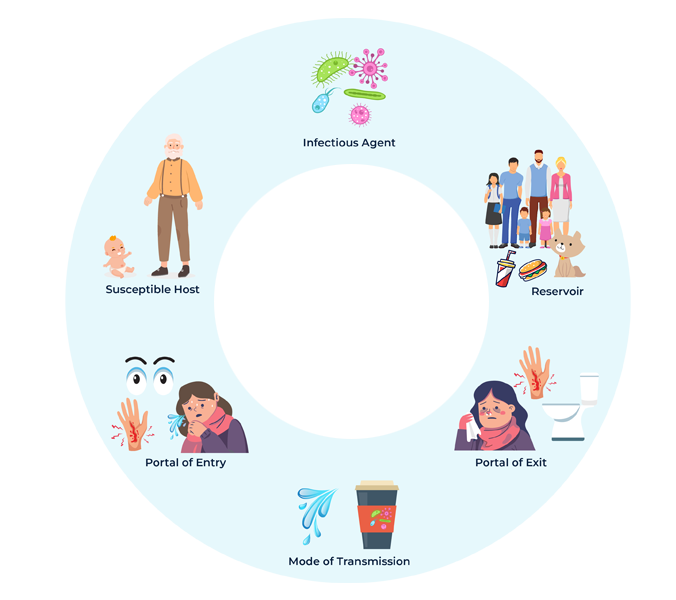 Infectious Agent
Reservoir
Susceptible Host
Portal of Entry
Portal of Exit
Mode of Transmission